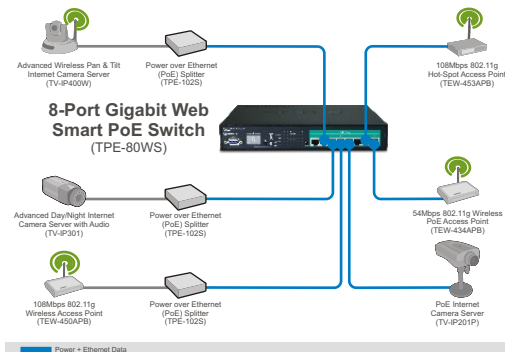 Advanced Wireless Pan & Tilt
Internet Camera Server
(TV-IP400W)
Power over Ethernet
(PoE) Splitter
(TPE-102S)
108Mbps 802.11g
Hot-Spot Access Point
(TEW-453APB)
8-Port Gigabit Web
Smart PoE Switch
(TPE-80WS)
Advanced Day/Night Internet
Camera Server with Audio
(TV-IP301)
Power over Ethernet
(PoE) Splitter
(TPE-102S)
54Mbps 802.11g Wireless
PoE Access Point
(TEW-434APB)
108Mbps 802.11g
Wireless Access Point
(TEW-450APB)
Power over Ethernet
(PoE) Splitter
(TPE-102S)
PoE Internet
Camera Server
(TV-IP201P)
Power + Ethernet Data